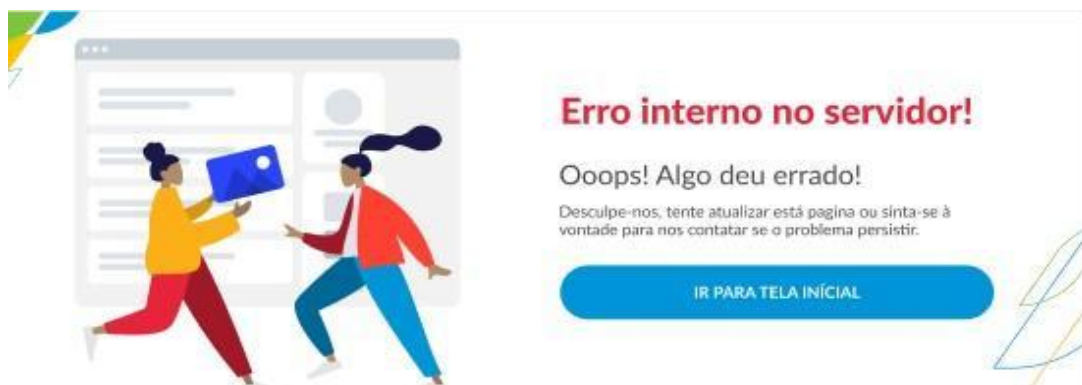 Erro interno no servidor!
Ooops! Algo deu errado!
Desculpe-nos, tente atualizar está pagina ou sinta-se à
vontade para nos contatar se o problema persistir.
IR PARA TELA INÍCIAL